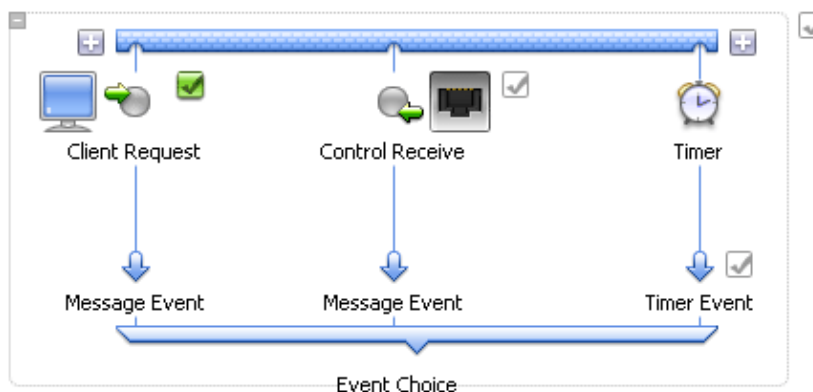 Client Request
Control Receive
Timer
Message Event
Message Event
Timer Event
Event Choice